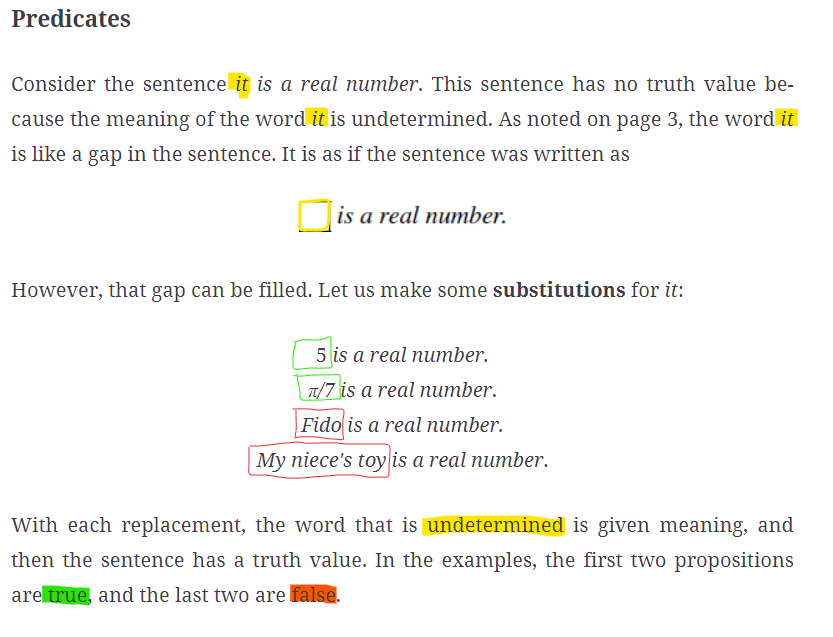 Predicates
Consider the sentence it is a real number. This sentence has no truth value be-
cause the meaning of the word it is undetermined. As noted on page 3, the word it
is like a gap in the sentence. It is as if the sentence was written as
is a real number.
However, that gap can be filled. Let us make some substitutions for it:
5 is a real number.
π/7 is a real number.
Fido is a real number.
My niece's toy is a real number.
With each replacement, the word that is undetermined is given meaning, and
then the sentence has a truth value. In the examples, the first two propositions
are true, and the last two are false.